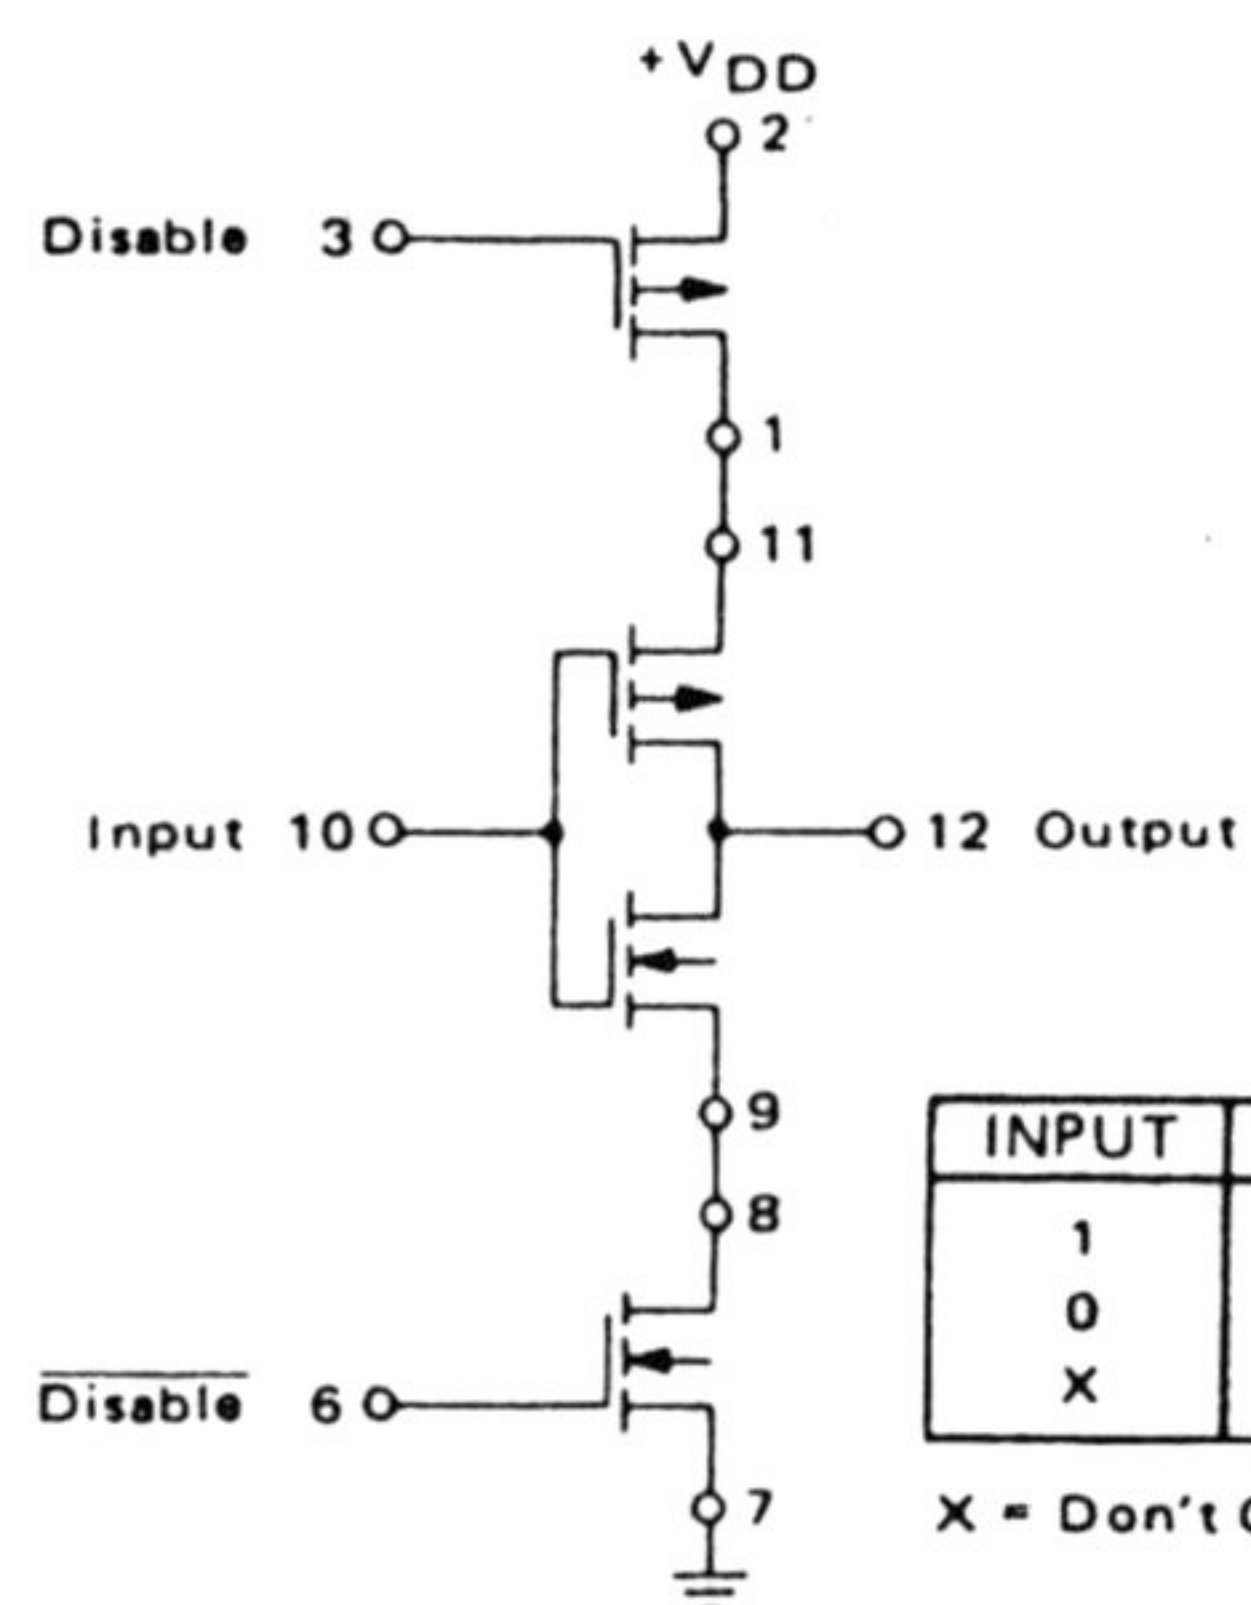 +VDD
2
Disable 3
1
11
Input 10
12 Output
9
8
INPUT
1
0
X
Disable 6
7
X = Don't